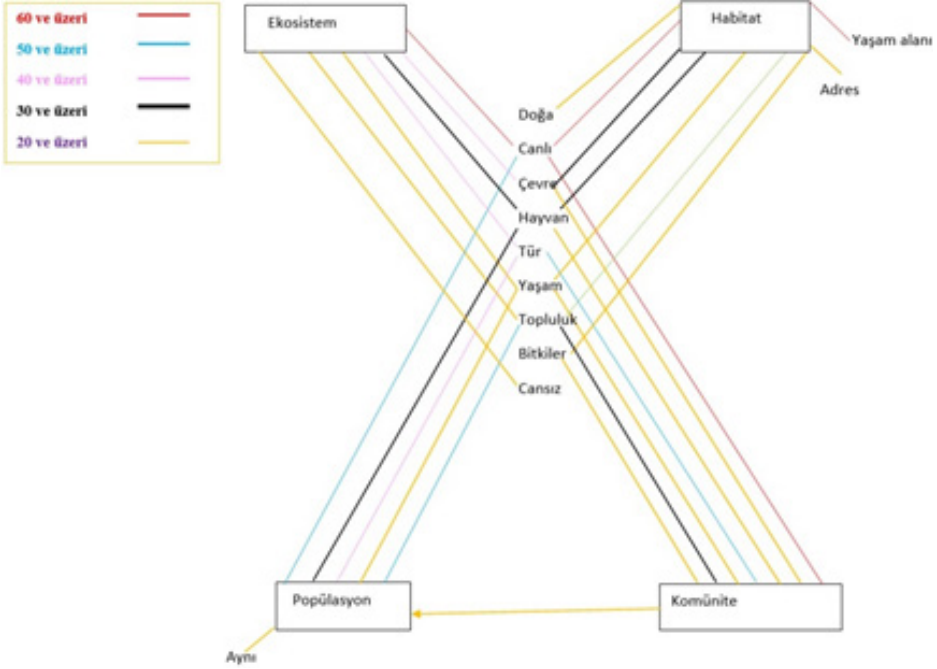 60 ve üzeri
50 ve üzeri
40 ve üzeri
30 ve üzeri
20 ve üzeri
Ekosistem
Habitat
Yaşam alanı
Adres
Doğa
Canlı
Çevre
Hayvan
Tür
Yaşam
Topluluk
Bitkiler
Cansız
Popülasyon
Komünite
Aynı